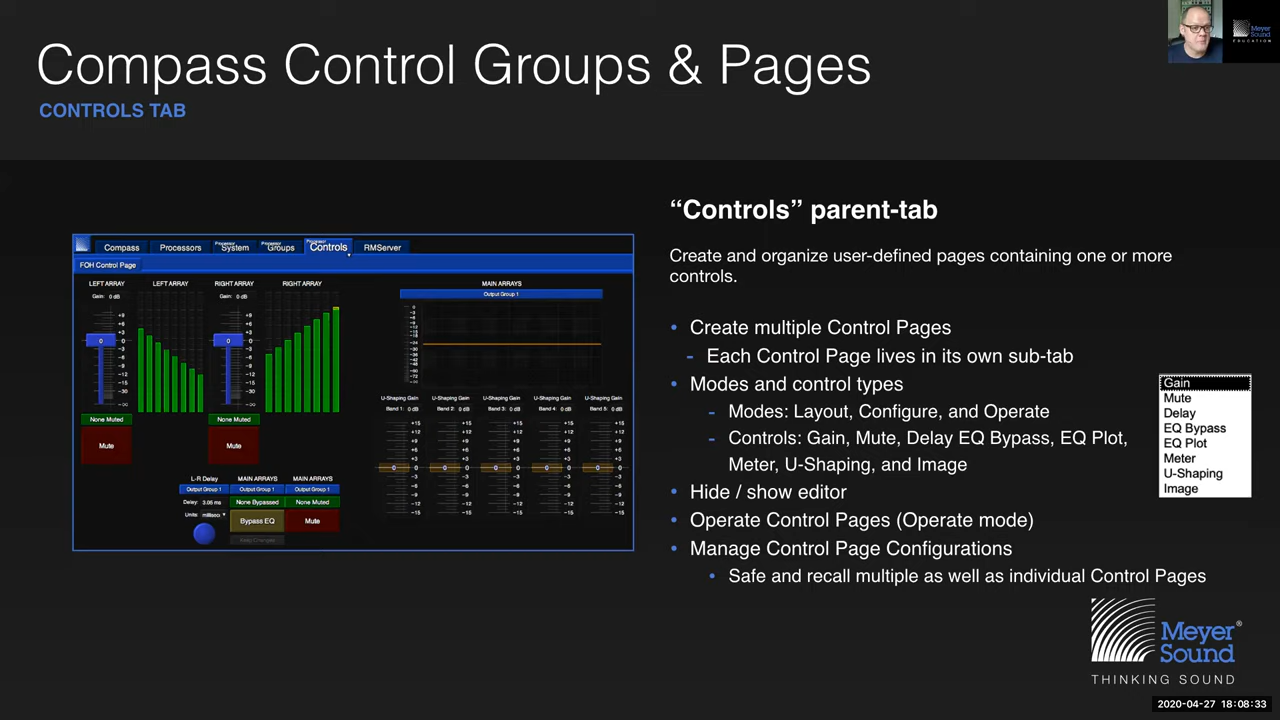 Compass Control Groups & Pages
CONTROLS TAB
Meyer
Sound
EDUCATION
“Controls” parent-tab
Create and organize user-defined pages containing one or more
controls.
• Create multiple Control Pages
- Each Control Page lives in its own sub-tab
• Modes and control types
- Modes: Layout, Configure, and Operate
- Controls: Gain, Mute, Delay EQ Bypass, EQ Plot,
Meter, U-Shaping, and Image
• Hide / show editor
• Operate Control Pages (Operate mode)
• Manage Control Page Configurations
• Safe and recall multiple as well as individual Control Pages
Gain
Mute
Delay
EQ Bypass
EQ Plot
Meter
U-Shaping
Image
Compass Processors System Groups Controls RMServer
FOH Control Page
LEFT ARRAY LEFT ARRAY RIGHT ARRAY RIGHT ARRAY MAIN ARRAYS
Gain: 0 dB Gain: 0 dB Output Group 1
None Muted None Muted
Mute Mute
U-Shaping Gain U-Shaping Gain U-Shaping Gain U-Shaping Gain U-Shaping Gain
Band 1: 0 dB Band 2: 0 dB Band 3: 0 dB Band 4: 0 dB Band 5: 0 dB
L-R Delay MAIN ARRAYS MAIN ARRAYS
Output Group 1 Output Group 1 Output Group 1
Delay: 3.05 ms None Bypassed None Muted
Units: milisec
Bypass EQ Mute
Meyer
Sound®
THINKING SOUND
2020-04-27 18:08:33